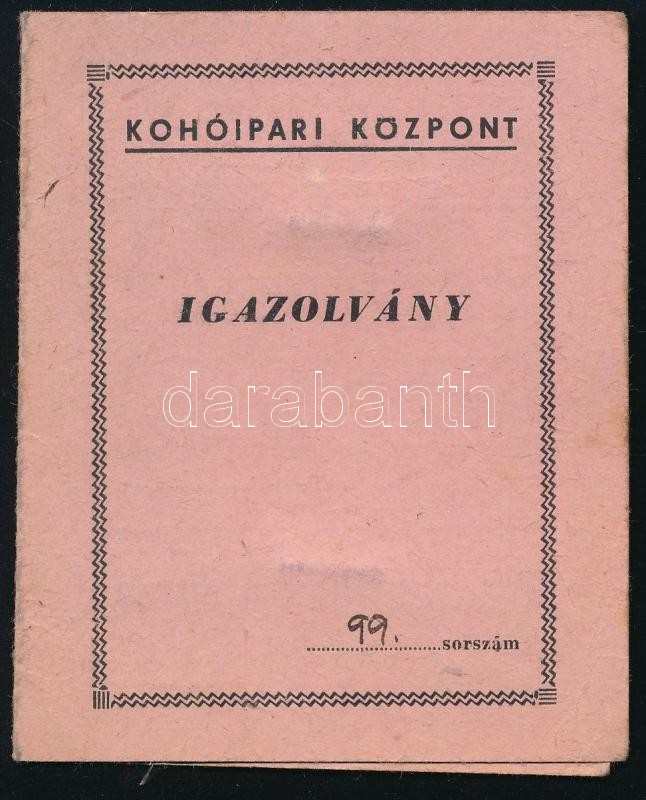 KOHÓIPARI KÖZPONT
IGAZOLVÁNY
darabanth
99. sorszám